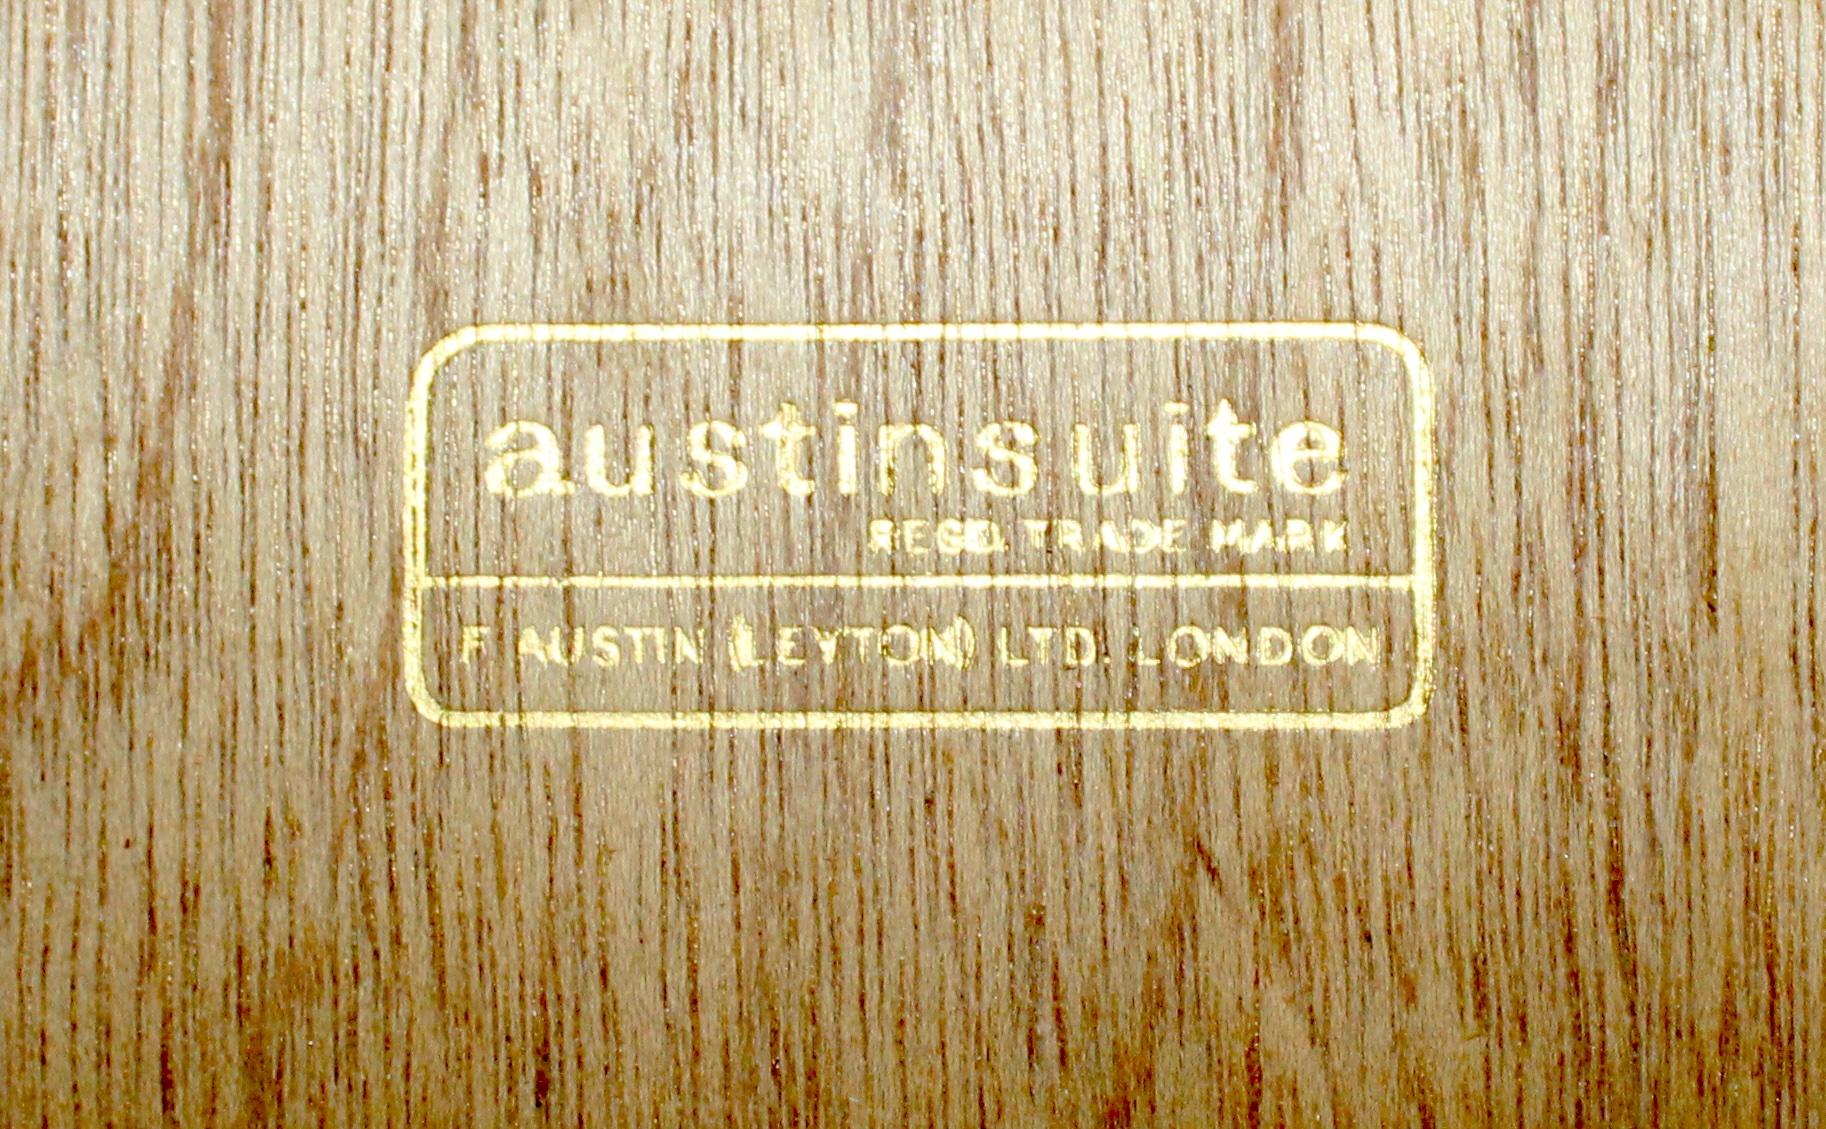 austinsuite
REGD. TRADE MARK
F AUSTIN (LEYTON) LTD. LONDON